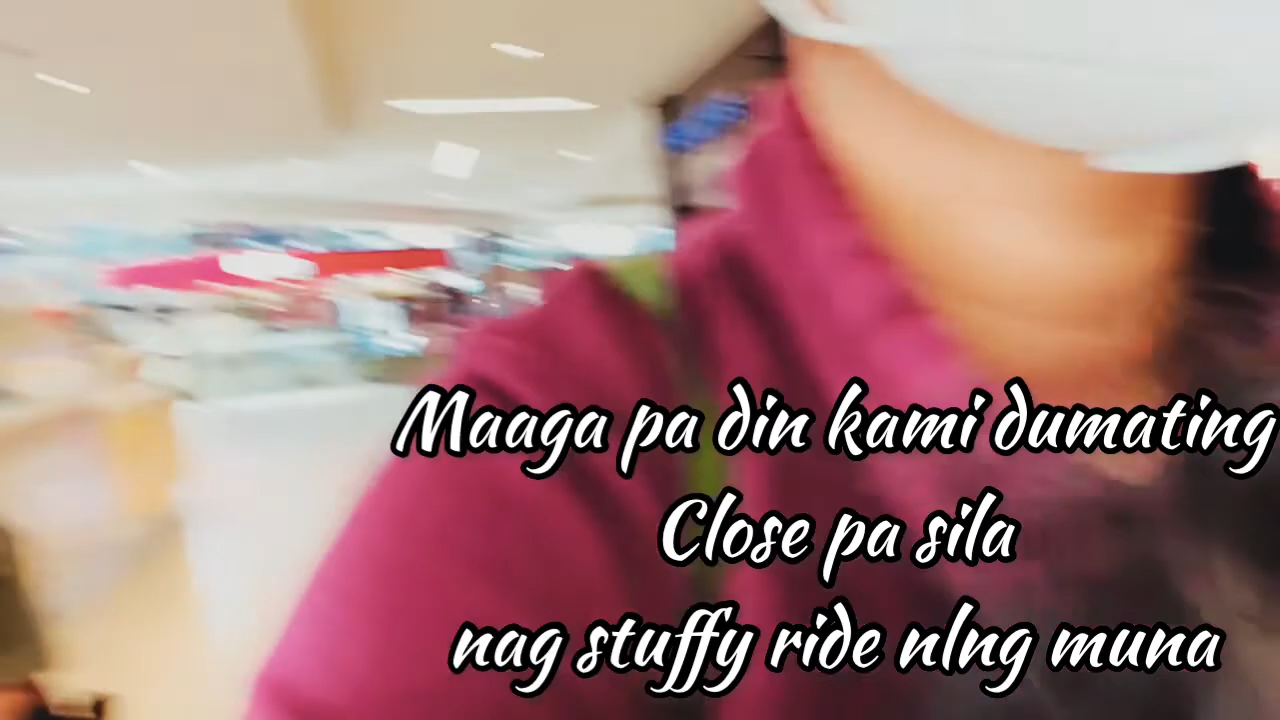 Maaga pa din kami dumating
Close pa sila
nag stuffy ride nlng muna